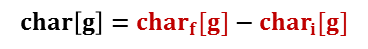 char[g] = char_f[g] − char_i[g]